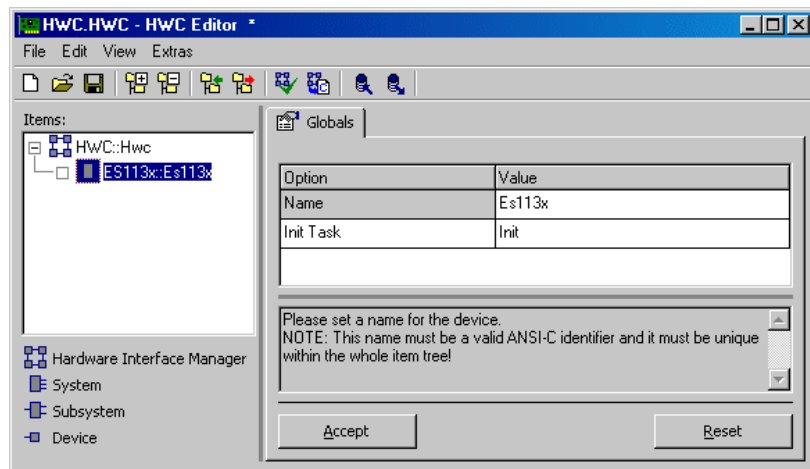 HWC.HWC - HWC Editor *
File Edit View Extras
Items:
HWC::Hwc
ES113x::Es113x
Hardware Interface Manager
System
Subsystem
Device
Globals
Option Value
Name Es113x
Init Task Init
Please set a name for the device.
NOTE: This name must be a valid ANSI-C identifier and it must be unique
within the whole item tree!
Accept Reset